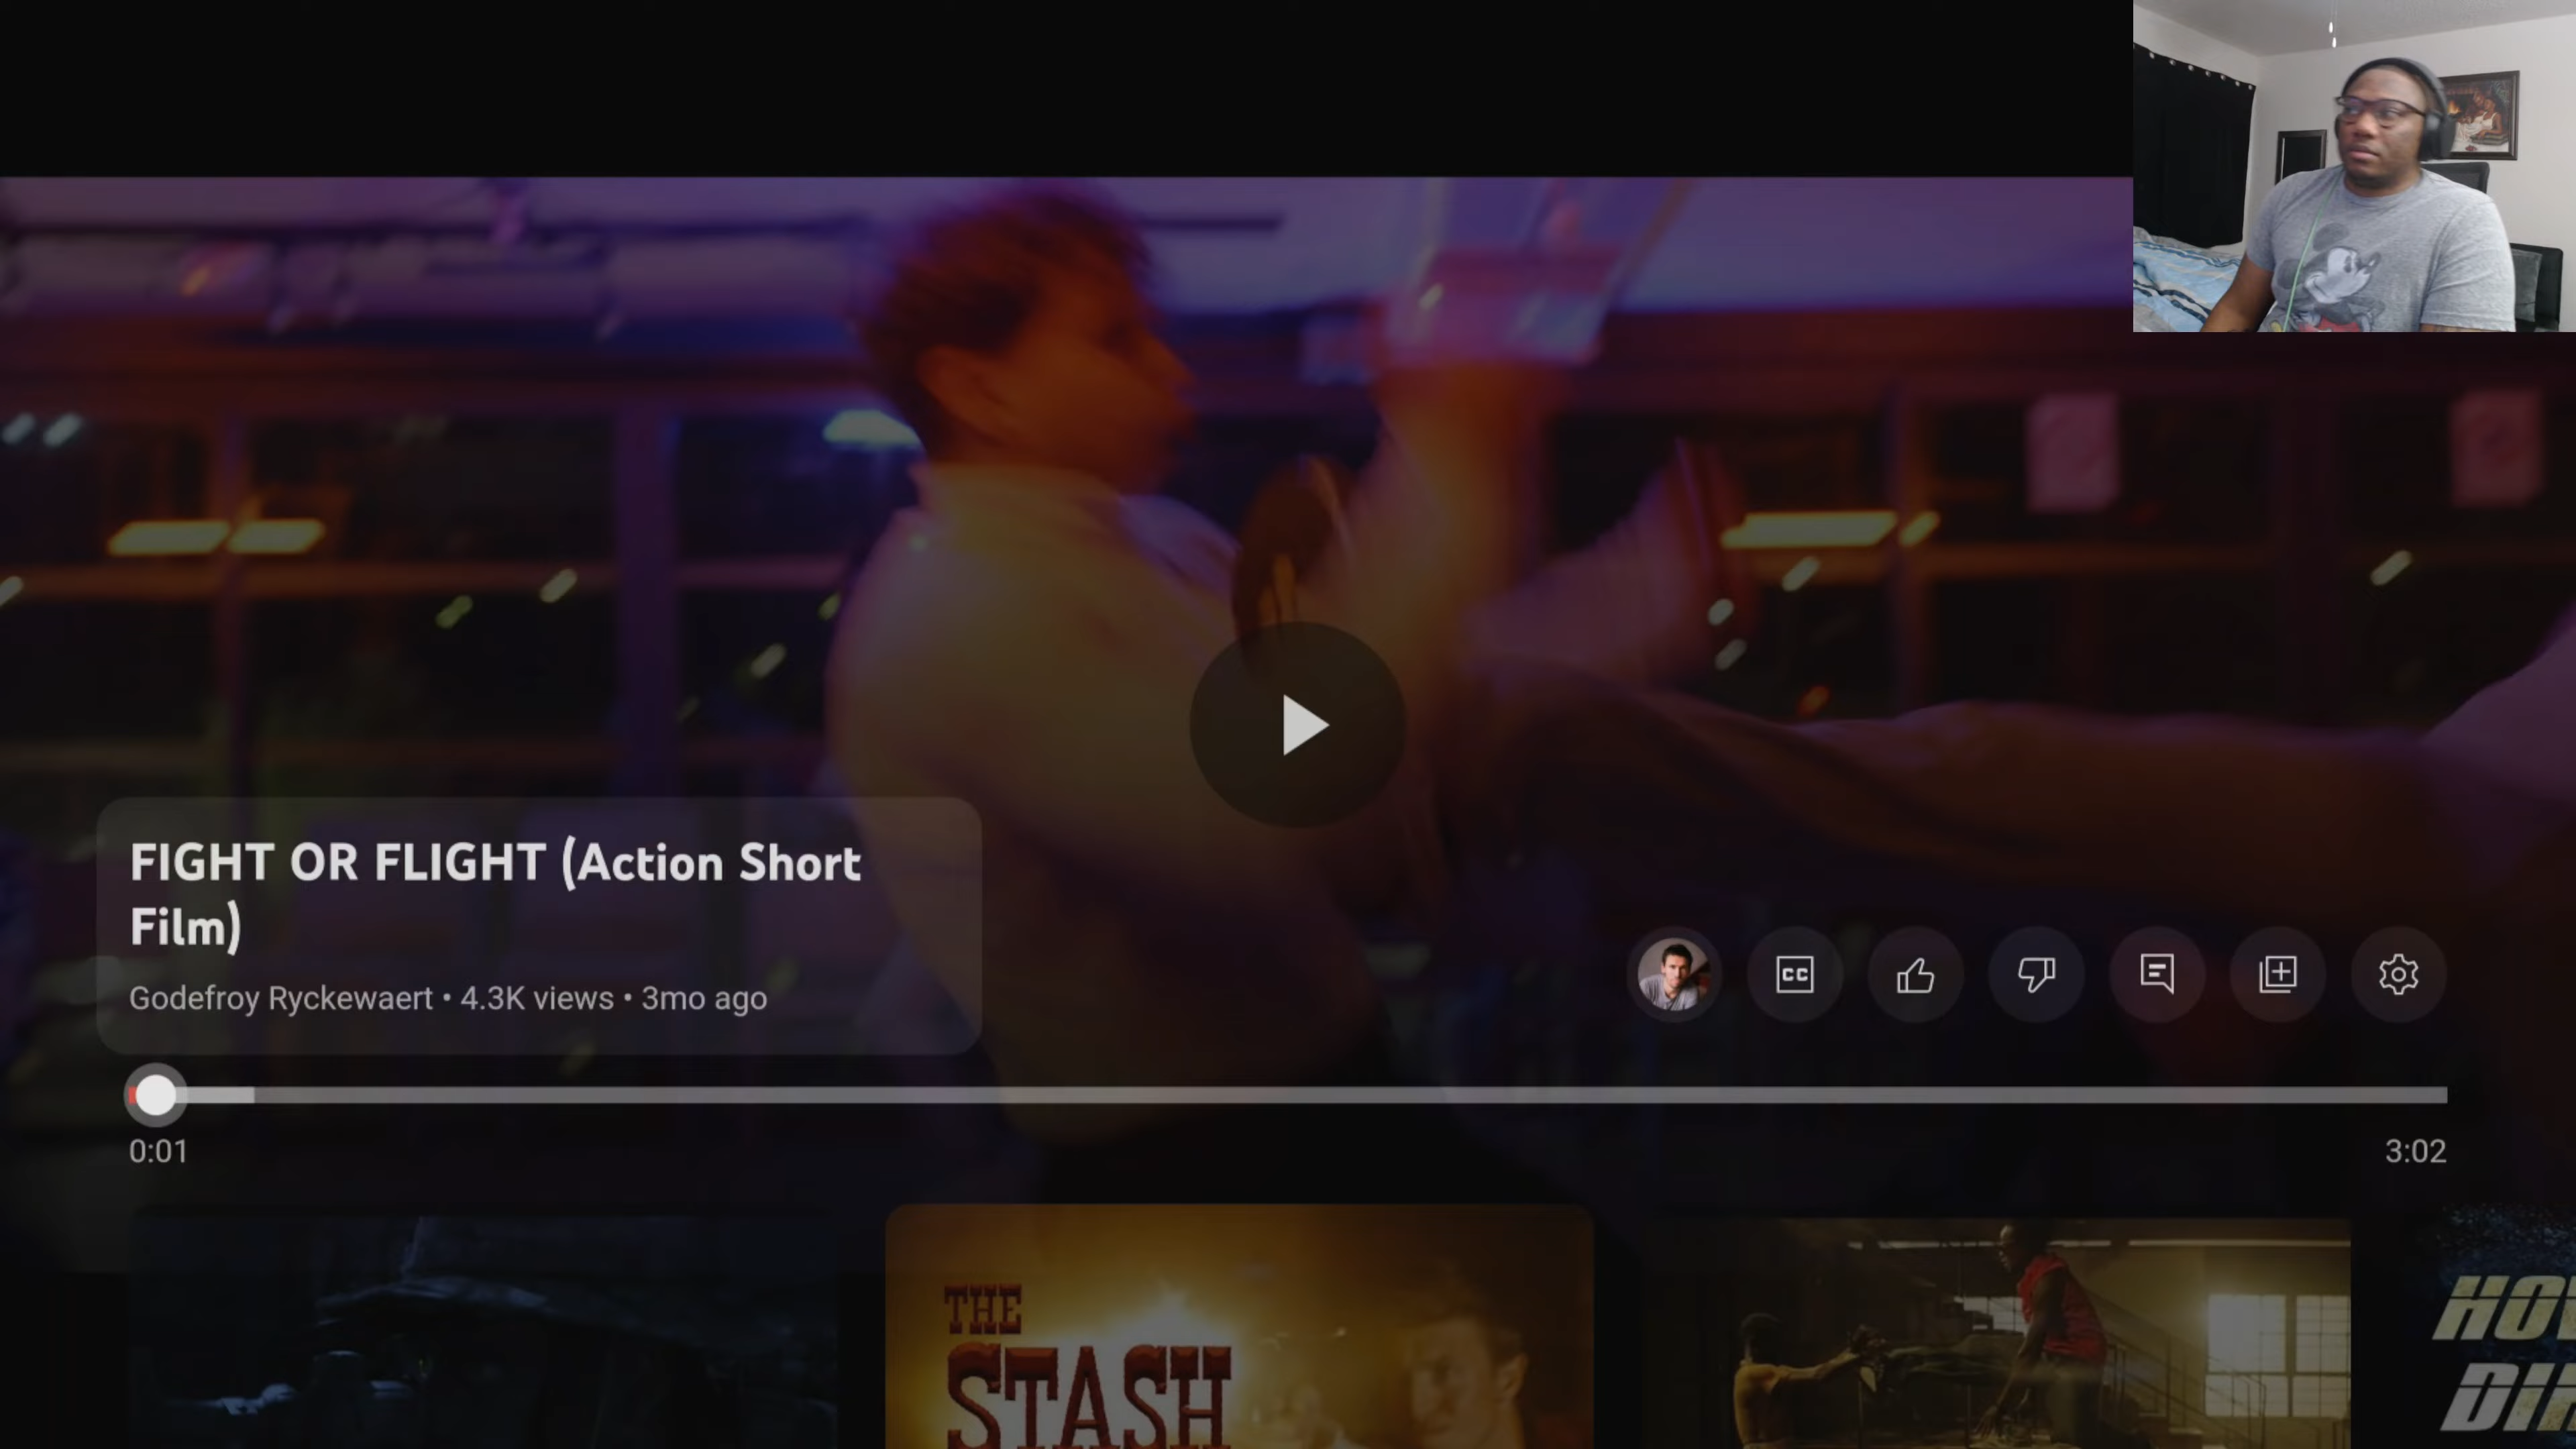 FIGHT OR FLIGHT (Action Short
Film)
Godefroy Ryckewaert • 4.3K views • 3mo ago
CC
0:01
3:02
THE
STASH